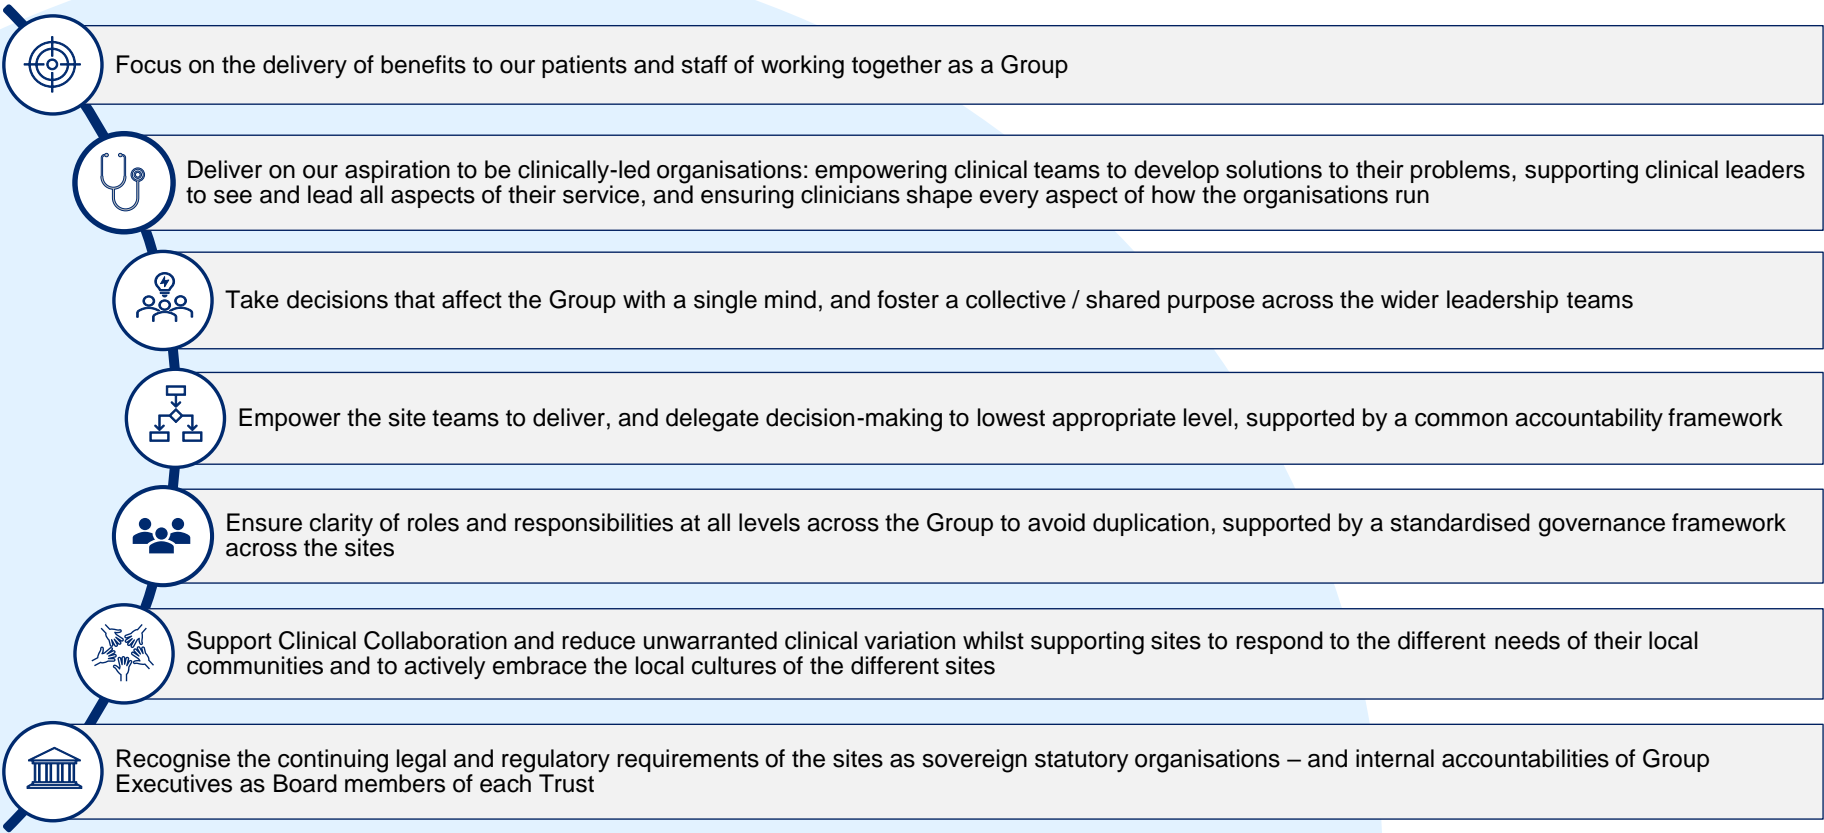 Focus on the delivery of benefits to our patients and staff of working together as a Group
Deliver on our aspiration to be clinically-led organisations: empowering clinical teams to develop solutions to their problems, supporting clinical leaders
to see and lead all aspects of their service, and ensuring clinicians shape every aspect of how the organisations run
Take decisions that affect the Group with a single mind, and foster a collective / shared purpose across the wider leadership teams
Empower the site teams to deliver, and delegate decision-making to lowest appropriate level, supported by a common accountability framework
Ensure clarity of roles and responsibilities at all levels across the Group to avoid duplication, supported by a standardised governance framework
across the sites
Support Clinical Collaboration and reduce unwarranted clinical variation whilst supporting sites to respond to the different needs of their local
communities and to actively embrace the local cultures of the different sites
Recognise the continuing legal and regulatory requirements of the sites as sovereign statutory organisations – and internal accountabilities of Group
Executives as Board members of each Trust